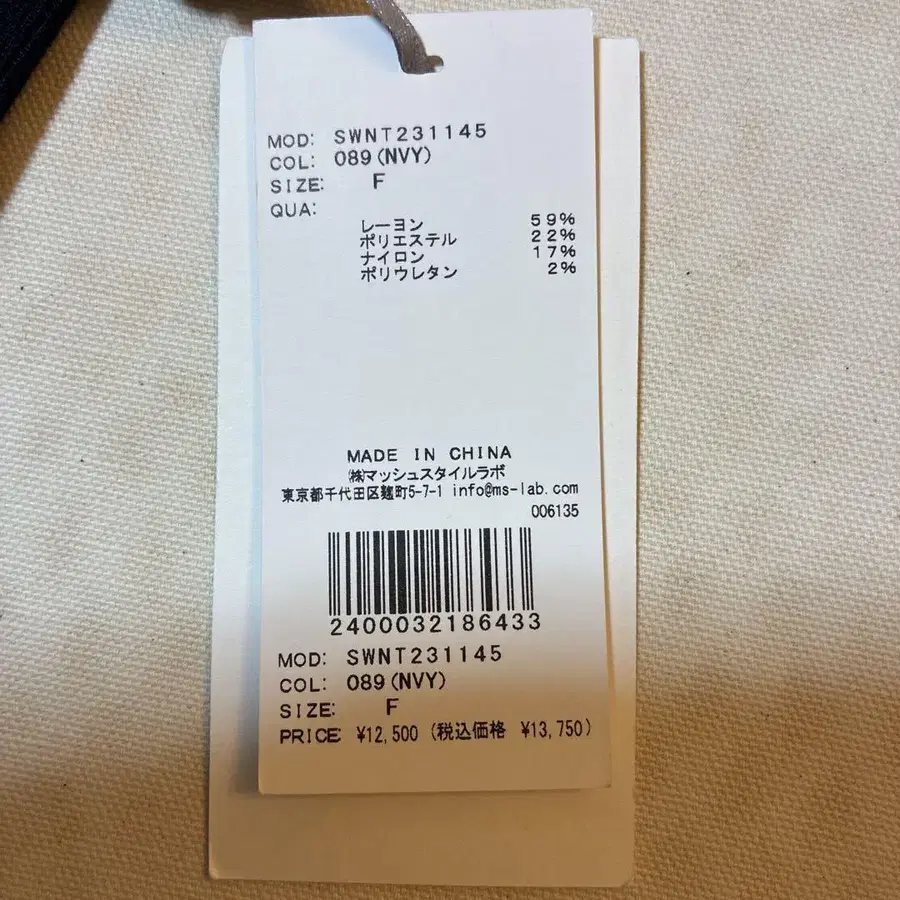 MOD: SWNT231145
COL: 089(NVY)
SIZE: F
QUA:
レーヨン 59%
ポリエステル 22%
ナイロン 17%
ポリウレタン 2%
MADE IN CHINA
㈱マッシュスタイルラボ
東京都千代田区麹町5-7-1 info@ms-lab.com
006135
2400032186433
MOD: SWNT231145
COL: 089(NVY)
SIZE: F
PRICE: ¥12,500 (税込価格 ¥13,750)